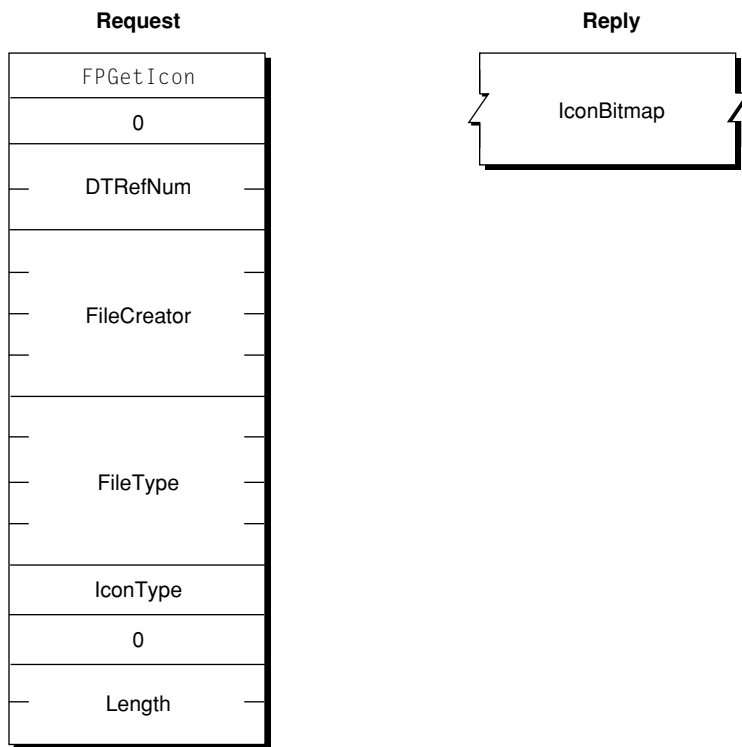 Request
FPGetIcon
0
DTRefNum
FileCreator
FileType
IconType
0
Length
Reply
IconBitmap